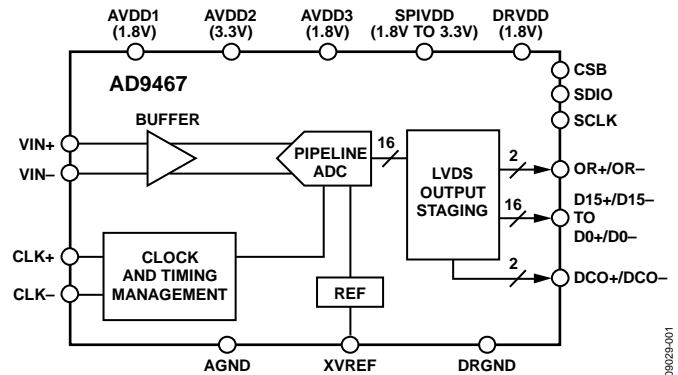 AVDD1
(1.8V)
AVDD2
(3.3V)
AVDD3
(1.8V)
SPIVDD
(1.8V TO 3.3V)
DRVDD
(1.8V)
AD9467
CSB
SDIO
SCLK
BUFFER
VIN+
VIN–
PIPELINE
ADC
16
LVDS
OUTPUT
STAGING
2
OR+/OR–
16
D15+/D15–
TO
D0+/D0–
2
DCO+/DCO–
CLK+
CLK–
CLOCK
AND TIMING
MANAGEMENT
REF
AGND
XVREF
DRGND
09029-001